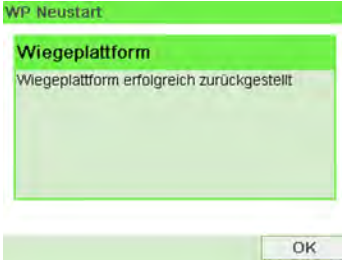 WP Neustart
Wiegeplattform
Wiegeplattform erfolgreich zurückgestellt
OK